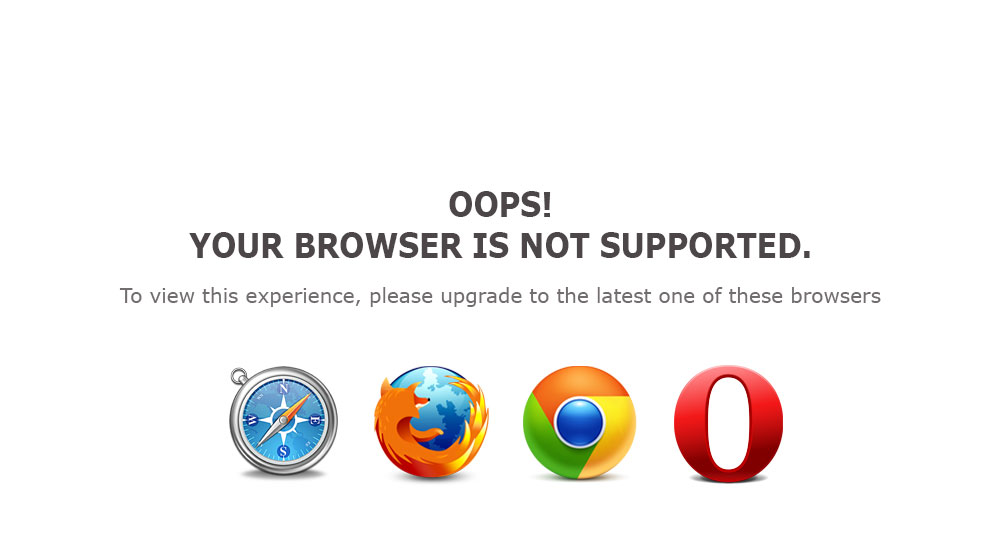 OOPS!
YOUR BROWSER IS NOT SUPPORTED.
To view this experience, please upgrade to the latest one of these browsers
N
W
E
S